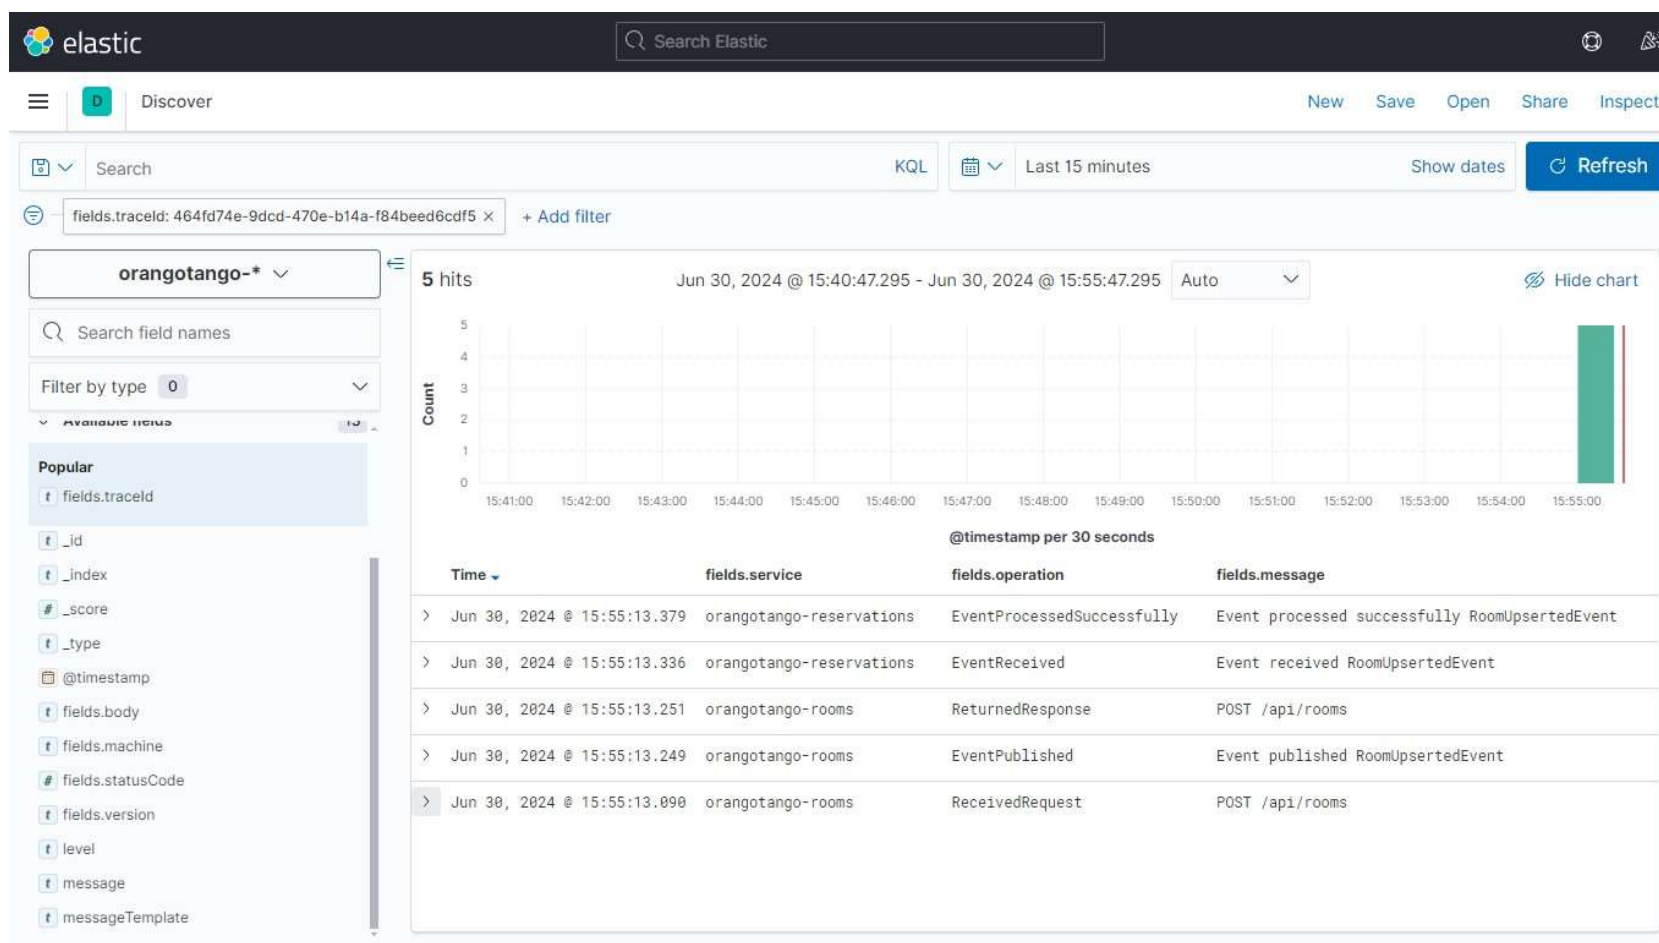 elastic
Search Elastic
D
Discover
New Save Open Share Inspect
Search
KQL
Last 15 minutes
Show dates
Refresh
fields.traceId: 464fd74e-9dcd-470e-b14a-f84beed6cdf5 ×
+ Add filter
orangotango-*
Search field names
Filter by type 0
Available fields
Popular
t fields.traceId
t _id
t _index
# _score
t _type
@timestamp
t fields.body
t fields.machine
# fields.statusCode
t fields.version
t level
t message
t messageTemplate
5 hits
Jun 30, 2024 @ 15:40:47.295 - Jun 30, 2024 @ 15:55:47.295
Auto
Hide chart
Count
5
4
3
2
1
0
15:41:00 15:42:00 15:43:00 15:44:00 15:45:00 15:46:00 15:47:00 15:48:00 15:49:00 15:50:00 15:51:00 15:52:00 15:53:00 15:54:00 15:55:00
@timestamp per 30 seconds
Time fields.service fields.operation fields.message
Jun 30, 2024 @ 15:55:13.379 orangotango-reservations EventProcessedSuccessfully Event processed successfully RoomUpsertedEvent
Jun 30, 2024 @ 15:55:13.336 orangotango-reservations EventReceived Event received RoomUpsertedEvent
Jun 30, 2024 @ 15:55:13.251 orangotango-rooms ReturnedResponse POST /api/rooms
Jun 30, 2024 @ 15:55:13.249 orangotango-rooms EventPublished Event published RoomUpsertedEvent
Jun 30, 2024 @ 15:55:13.090 orangotango-rooms ReceivedRequest POST /api/rooms